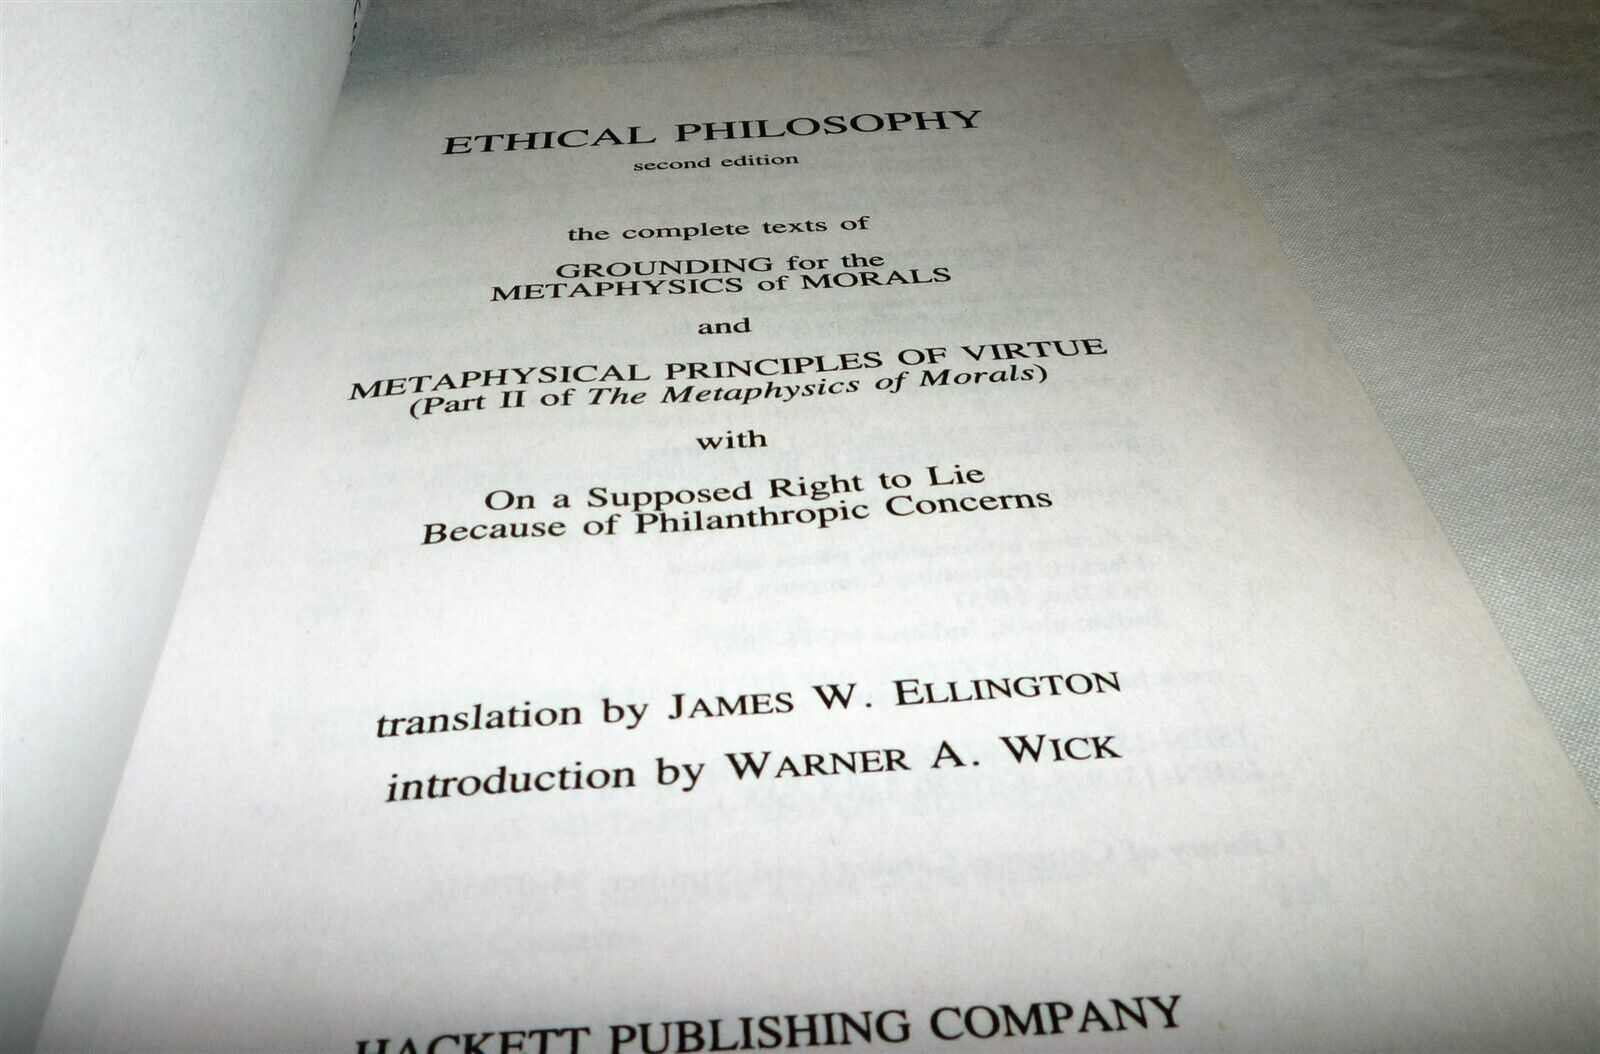 ETHICAL PHILOSOPHY
second edition
the complete texts of
GROUNDING for the
METAPHYSICS of MORALS
and
METAPHYSICAL PRINCIPLES OF VIRTUE
(Part II of The Metaphysics of Morals)
with
On a Supposed Right to Lie
Because of Philanthropic Concerns
translation by JAMES W. ELLINGTON
introduction by WARNER A. WICK
HACKETT PUBLISHING COMPANY